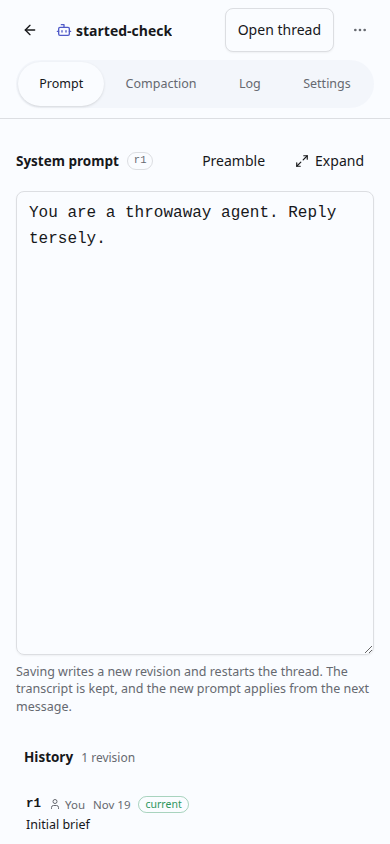 started-check
Open thread
Prompt
Compaction
Log
Settings
System prompt r1
Preamble
Expand
You are a throwaway agent. Reply
tersely.
Saving writes a new revision and restarts the thread. The
transcript is kept, and the new prompt applies from the next
message.
History 1 revision
r1 You Nov 19 current
Initial brief